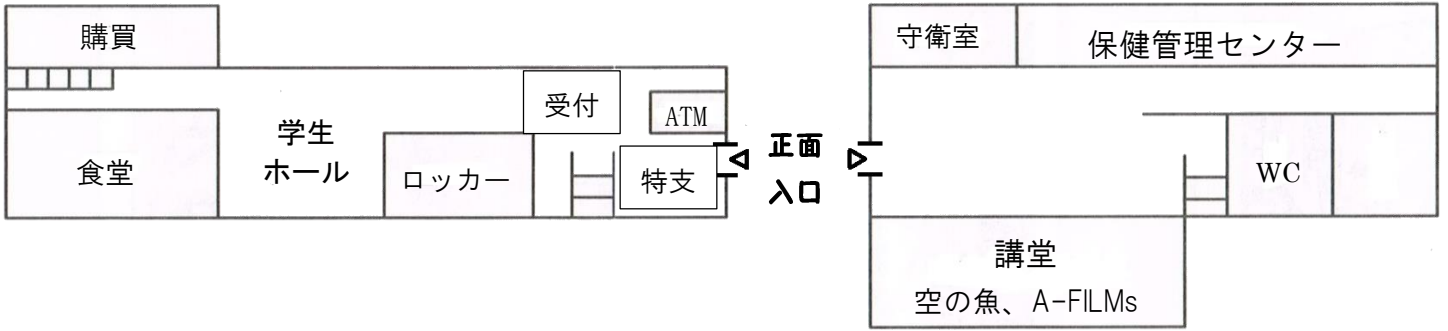 購買
食堂
学生
ホール
ロッカー
受付
ATM
特支
正面
入口
守衛室
保健管理センター
WC
講堂
空の魚、A-FILMs